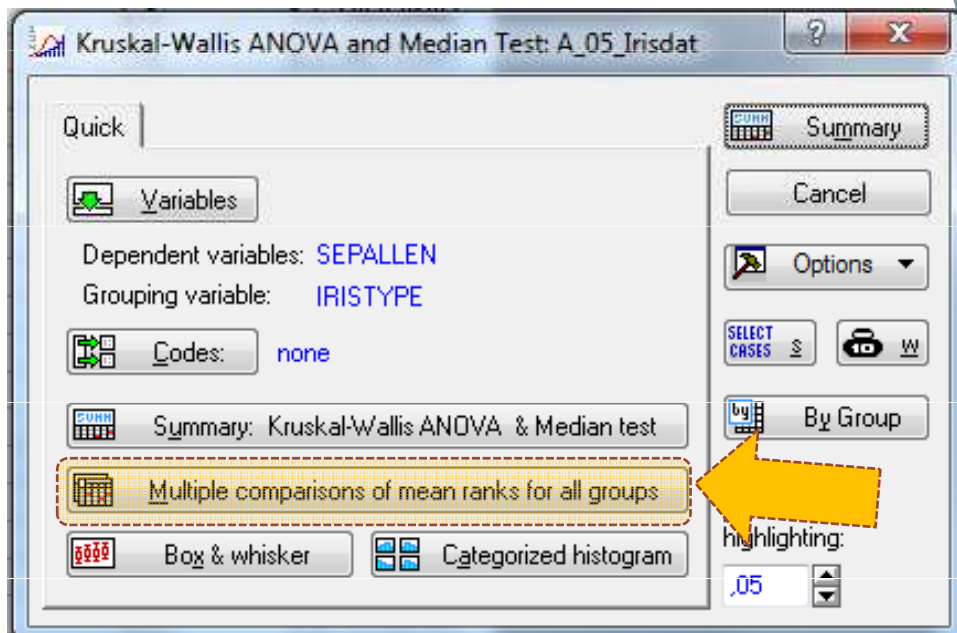 Kruskal-Wallis ANOVA and Median Test: A_05_Irisdat
Quick
Variables
Dependent variables: SEPALLEN
Grouping variable: IRISTYPE
Codes: none
Summary: Kruskal-Wallis ANOVA & Median test
Multiple comparisons of mean ranks for all groups
Box & whisker
Categorized histogram
Summary
Cancel
Options
SELECT CASES S
W
By Group
highlighting:
,05